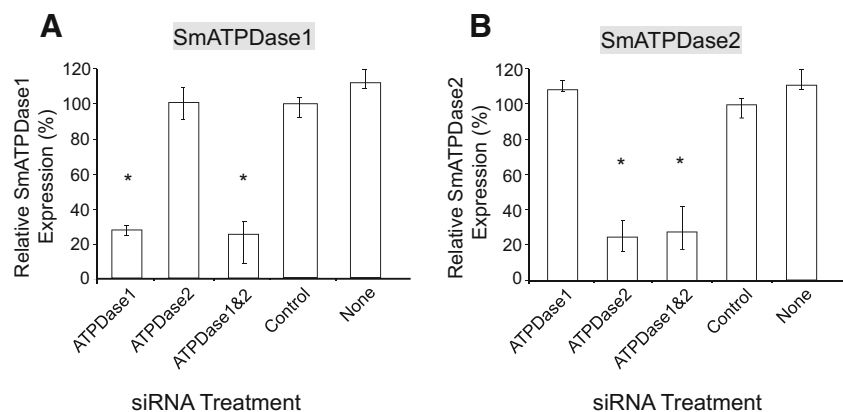 A
SmATPDase1
Relative SmATPDase1
Expression (%)
120
100
80
60
40
20
0
*
*
ATPDase1
ATPDase2
ATPDase1&2
Control
None
siRNA Treatment
B
SmATPDase2
Relative SmATPDase2
Expression (%)
120
100
80
60
40
20
0
*
*
ATPDase1
ATPDase2
ATPDase1&2
Control
None
siRNA Treatment